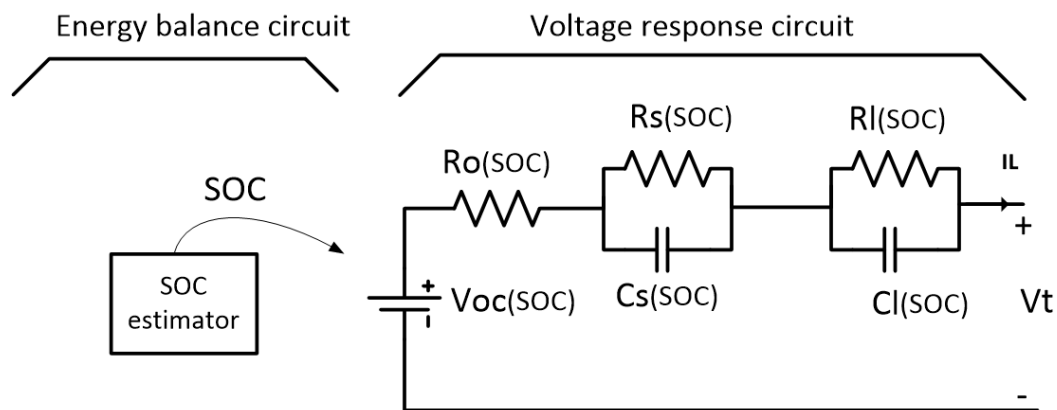 Energy balance circuit
Voltage response circuit
Rs(SOC)
Rl(SOC)
Ro(SOC)
IL
SOC
+
SOC
estimator
+
Voc(SOC)
Cs(SOC)
Cl(SOC)
Vt
-